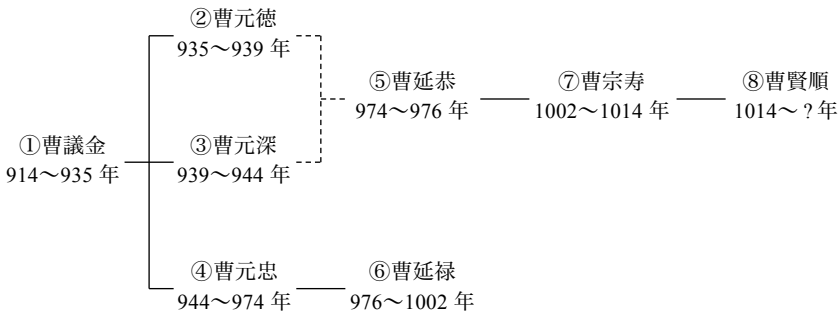 ②曹元徳
935～939 年
⑤曹延恭
974～976 年
⑦曹宗寿
1002～1014 年
⑧曹賢順
1014～？年
①曹議金
914～935 年
③曹元深
939～944 年
④曹元忠
944～974 年
⑥曹延禄
976～1002 年